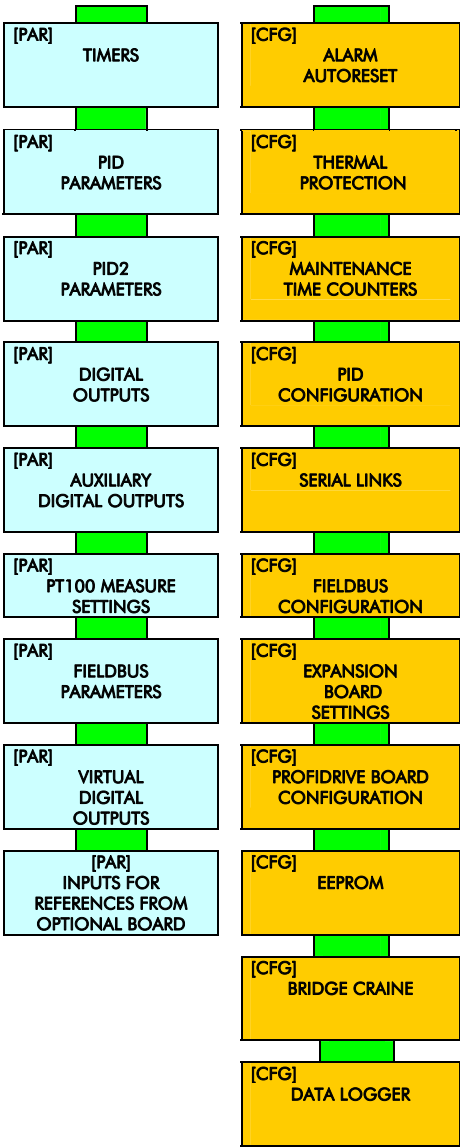 [PAR]
TIMERS
[PAR]
PID
PARAMETERS
[PAR]
PID2
PARAMETERS
[PAR]
DIGITAL
OUTPUTS
[PAR]
AUXILIARY
DIGITAL OUTPUTS
[PAR]
PT100 MEASURE
SETTINGS
[PAR]
FIELDBUS
PARAMETERS
[PAR]
VIRTUAL
DIGITAL
OUTPUTS
[PAR]
INPUTS FOR
REFERENCES FROM
OPTIONAL BOARD
[CFG]
ALARM
AUTORESET
[CFG]
THERMAL
PROTECTION
[CFG]
MAINTENANCE
TIME COUNTERS
[CFG]
PID
CONFIGURATION
[CFG]
SERIAL LINKS
[CFG]
FIELDBUS
CONFIGURATION
[CFG]
EXPANSION
BOARD
SETTINGS
[CFG]
PROFIDRIVE BOARD
CONFIGURATION
[CFG]
EEPROM
[CFG]
BRIDGE CRAINE
[CFG]
DATA LOGGER